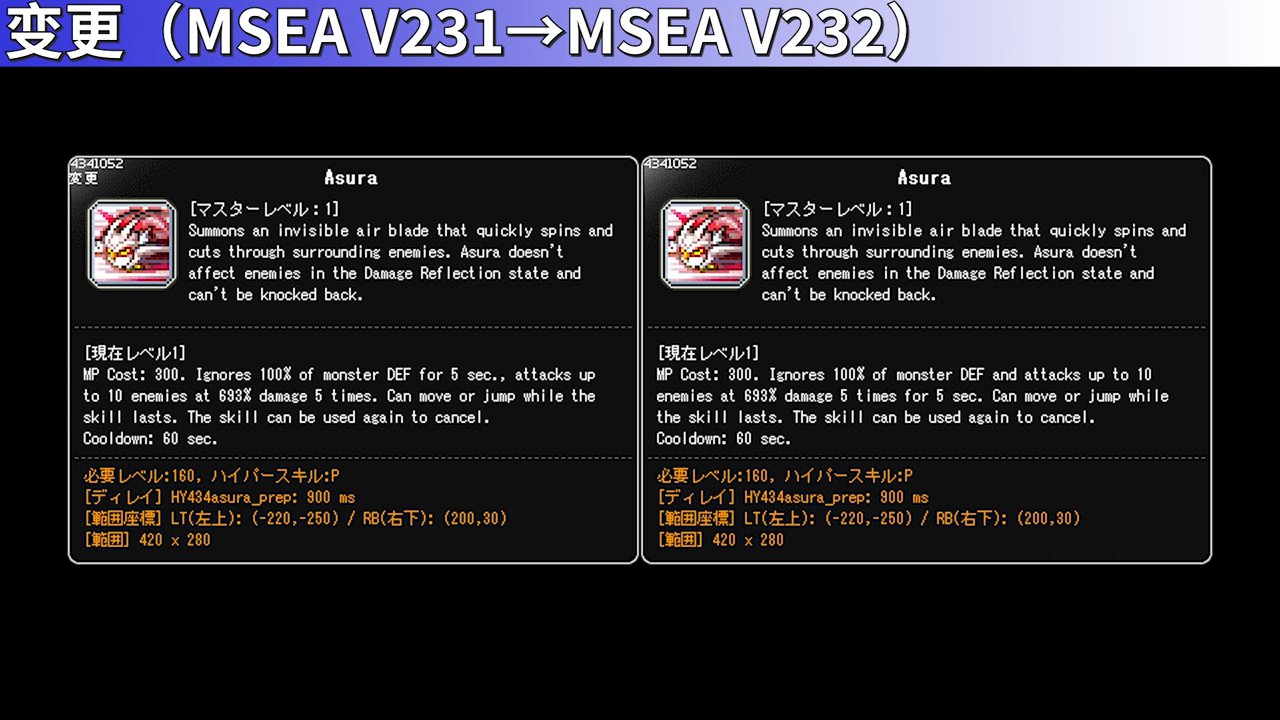 変更（MSEA V231→MSEA V232）
4341052
変更
Asura
[マスターレベル：1]
Summons an invisible air blade that quickly spins and
cuts through surrounding enemies. Asura doesn't
affect enemies in the Damage Reflection state and
can't be knocked back.
[現在レベル1]
MP Cost: 300. Ignores 100% of monster DEF for 5 sec., attacks up
to 10 enemies at 693% damage 5 times. Can move or jump while the
skill lasts. The skill can be used again to cancel.
Cooldown: 60 sec.
必要レベル:160, ハイパースキル:P
[ディレイ] HY434asura_prep: 900 ms
[範囲座標] LT(左上): (-220,-250) / RB(右下): (200,30)
[範囲] 420 x 280
4341052
Asura
[マスターレベル：1]
Summons an invisible air blade that quickly spins and
cuts through surrounding enemies. Asura doesn't
affect enemies in the Damage Reflection state and
can't be knocked back.
[現在レベル1]
MP Cost: 300. Ignores 100% of monster DEF and attacks up to 10
enemies at 693% damage 5 times for 5 sec. Can move or jump while
the skill lasts. The skill can be used again to cancel.
Cooldown: 60 sec.
必要レベル:160, ハイパースキル:P
[ディレイ] HY434asura_prep: 900 ms
[範囲座標] LT(左上): (-220,-250) / RB(右下): (200,30)
[範囲] 420 x 280